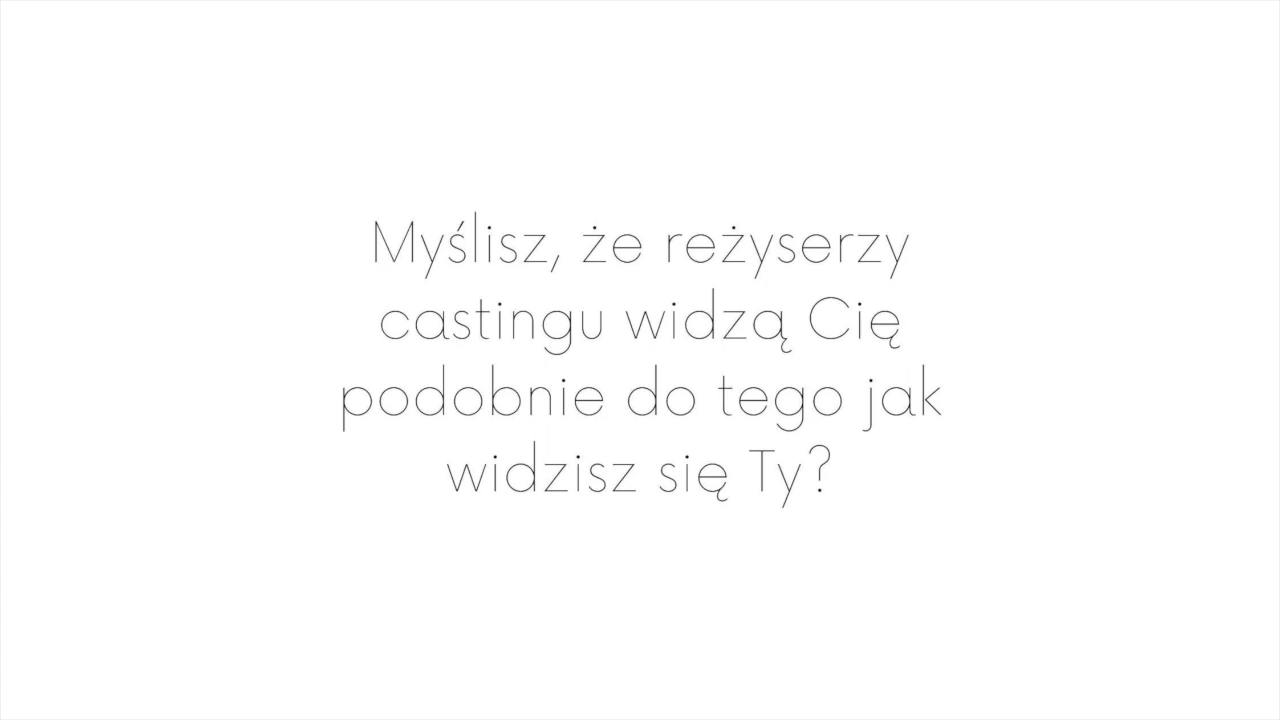 Myślisz, że reżyserzy
castingu widzą Cię
podobnie do tego jak
widzisz się Ty?